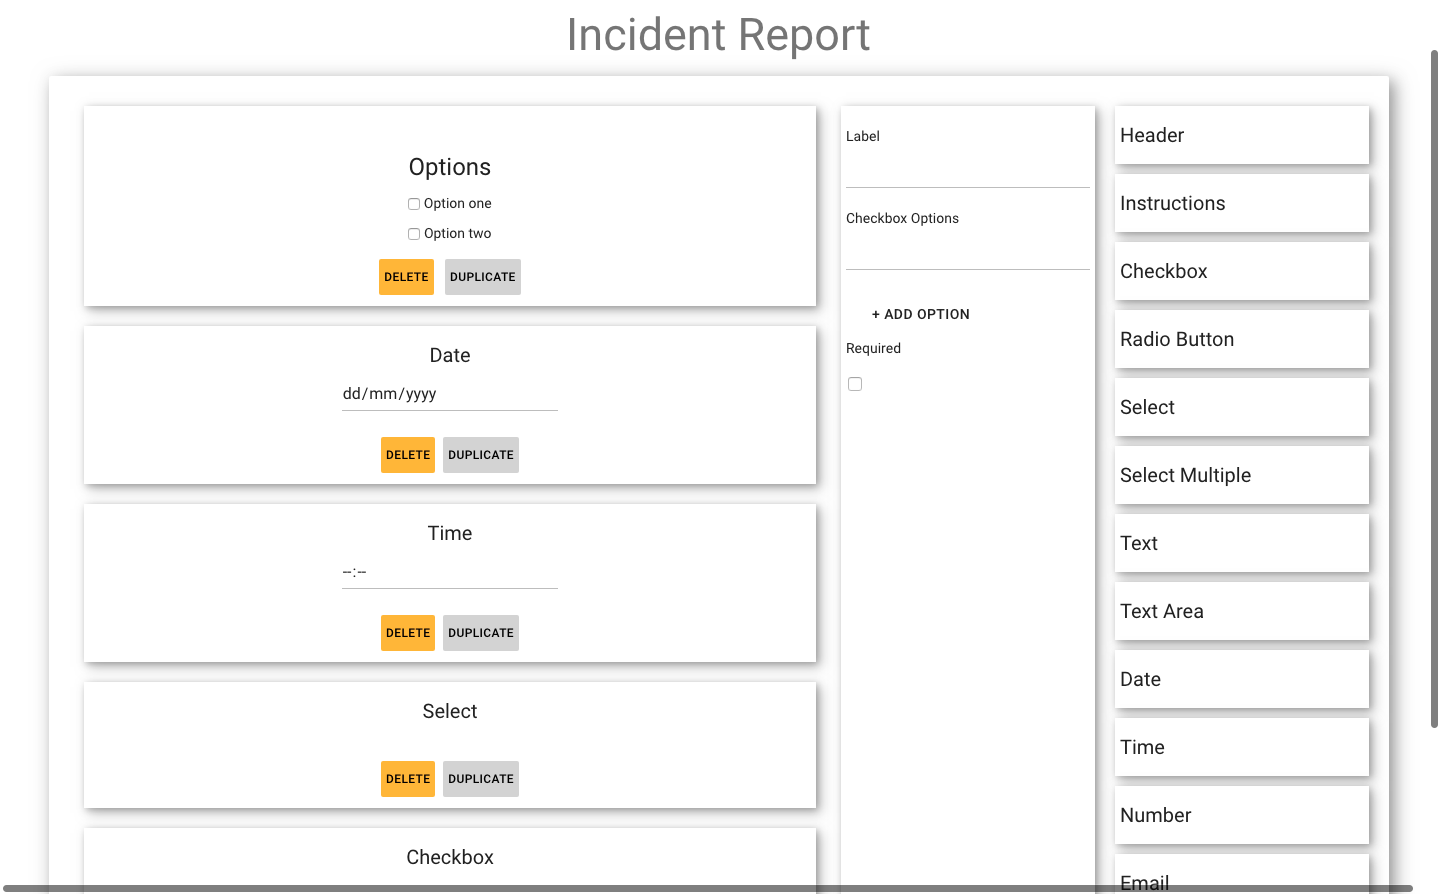 Incident Report
Options
Option one
Option two
DELETE DUPLICATE
Date
dd/mm/yyyy
DELETE DUPLICATE
Time
--:--
DELETE DUPLICATE
Select
DELETE DUPLICATE
Checkbox
Label
Checkbox Options
+ ADD OPTION
Required
Header
Instructions
Checkbox
Radio Button
Select
Select Multiple
Text
Text Area
Date
Time
Number
Email